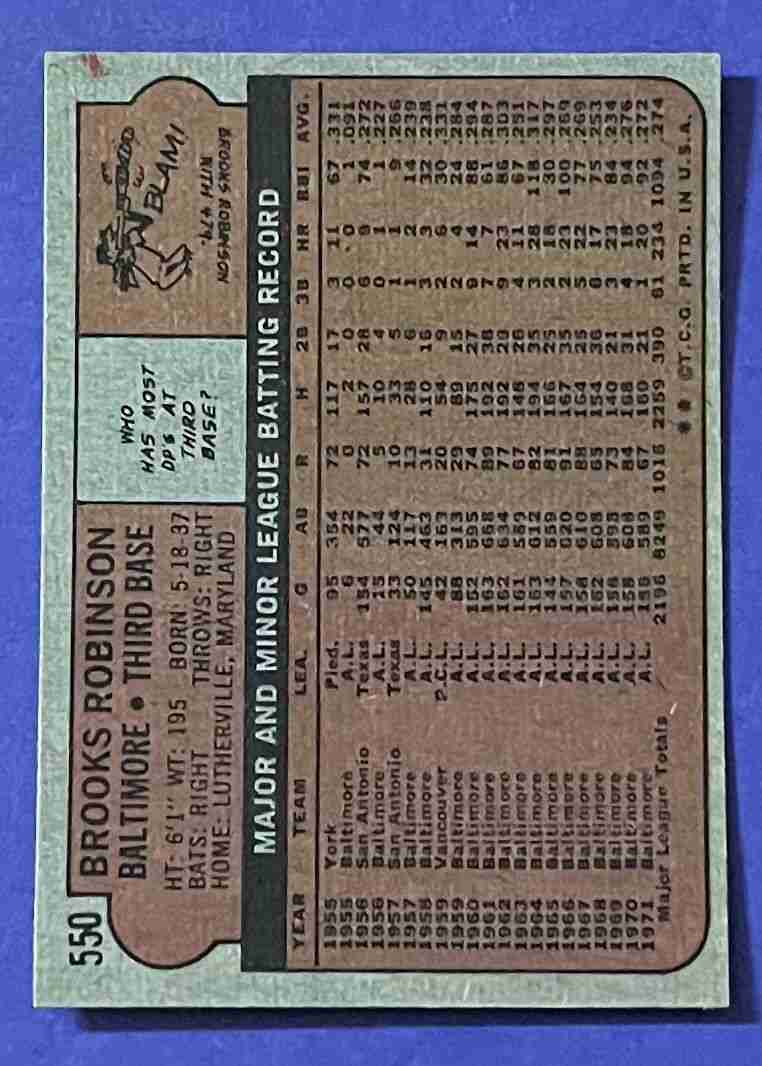 550
BROOKS ROBINSON
BALTIMORE • THIRD BASE
HT: 6'1" WT: 195 BORN: 5-18-37
BATS: RIGHT THROWS: RIGHT
HOME: LUTHERVILLE, MARYLAND
WHO
HAS MOST
DP'S AT
THIRD
BASE?
BLAM!
BROOKS ROBINSON
WITH 474.
MAJOR AND MINOR LEAGUE BATTING RECORD
YEAR TEAM LEA. G AB R H 2B 3B HR RBI AVG.
1955 York Pied. 95 354 72 117 17 3 11 67 .331
1955 Baltimore A.L. 6 22 0 2 0 0 0 1 .091
1956 San Antonio Texas 154 577 72 157 28 6 9 74 .272
1956 Baltimore A.L. 15 44 5 10 4 0 1 1 .227
1957 San Antonio Texas 33 124 10 33 5 1 1 9 .266
1957 Baltimore A.L. 50 117 13 28 6 1 2 14 .239
1958 Baltimore A.L. 145 463 31 110 16 3 3 32 .238
1959 Vancouver P.C.L. 42 163 20 54 9 2 6 30 .331
1959 Baltimore A.L. 88 313 29 89 15 2 4 24 .284
1960 Baltimore A.L. 152 595 74 175 27 9 14 88 .294
1961 Baltimore A.L. 163 668 89 192 38 7 7 61 .287
1962 Baltimore A.L. 162 634 77 192 29 9 23 86 .303
1963 Baltimore A.L. 161 589 67 148 26 4 11 67 .251
1964 Baltimore A.L. 163 612 82 194 35 3 28 118 .317
1965 Baltimore A.L. 144 559 81 166 25 2 18 80 .297
1966 Baltimore A.L. 157 620 91 167 35 2 23 100 .269
1967 Baltimore A.L. 158 610 88 164 25 5 22 77 .269
1968 Baltimore A.L. 162 608 65 154 36 6 17 75 .253
1969 Baltimore A.L. 156 598 73 140 21 3 23 84 .234
1970 Baltimore A.L. 158 608 84 168 31 4 18 94 .276
1971 Baltimore A.L. 156 589 67 160 21 1 20 92 .272
Major League Totals 2196 8249 1016 2259 390 61 234 1094 .274
** ©T.C.G. PRTD. IN U.S.A.